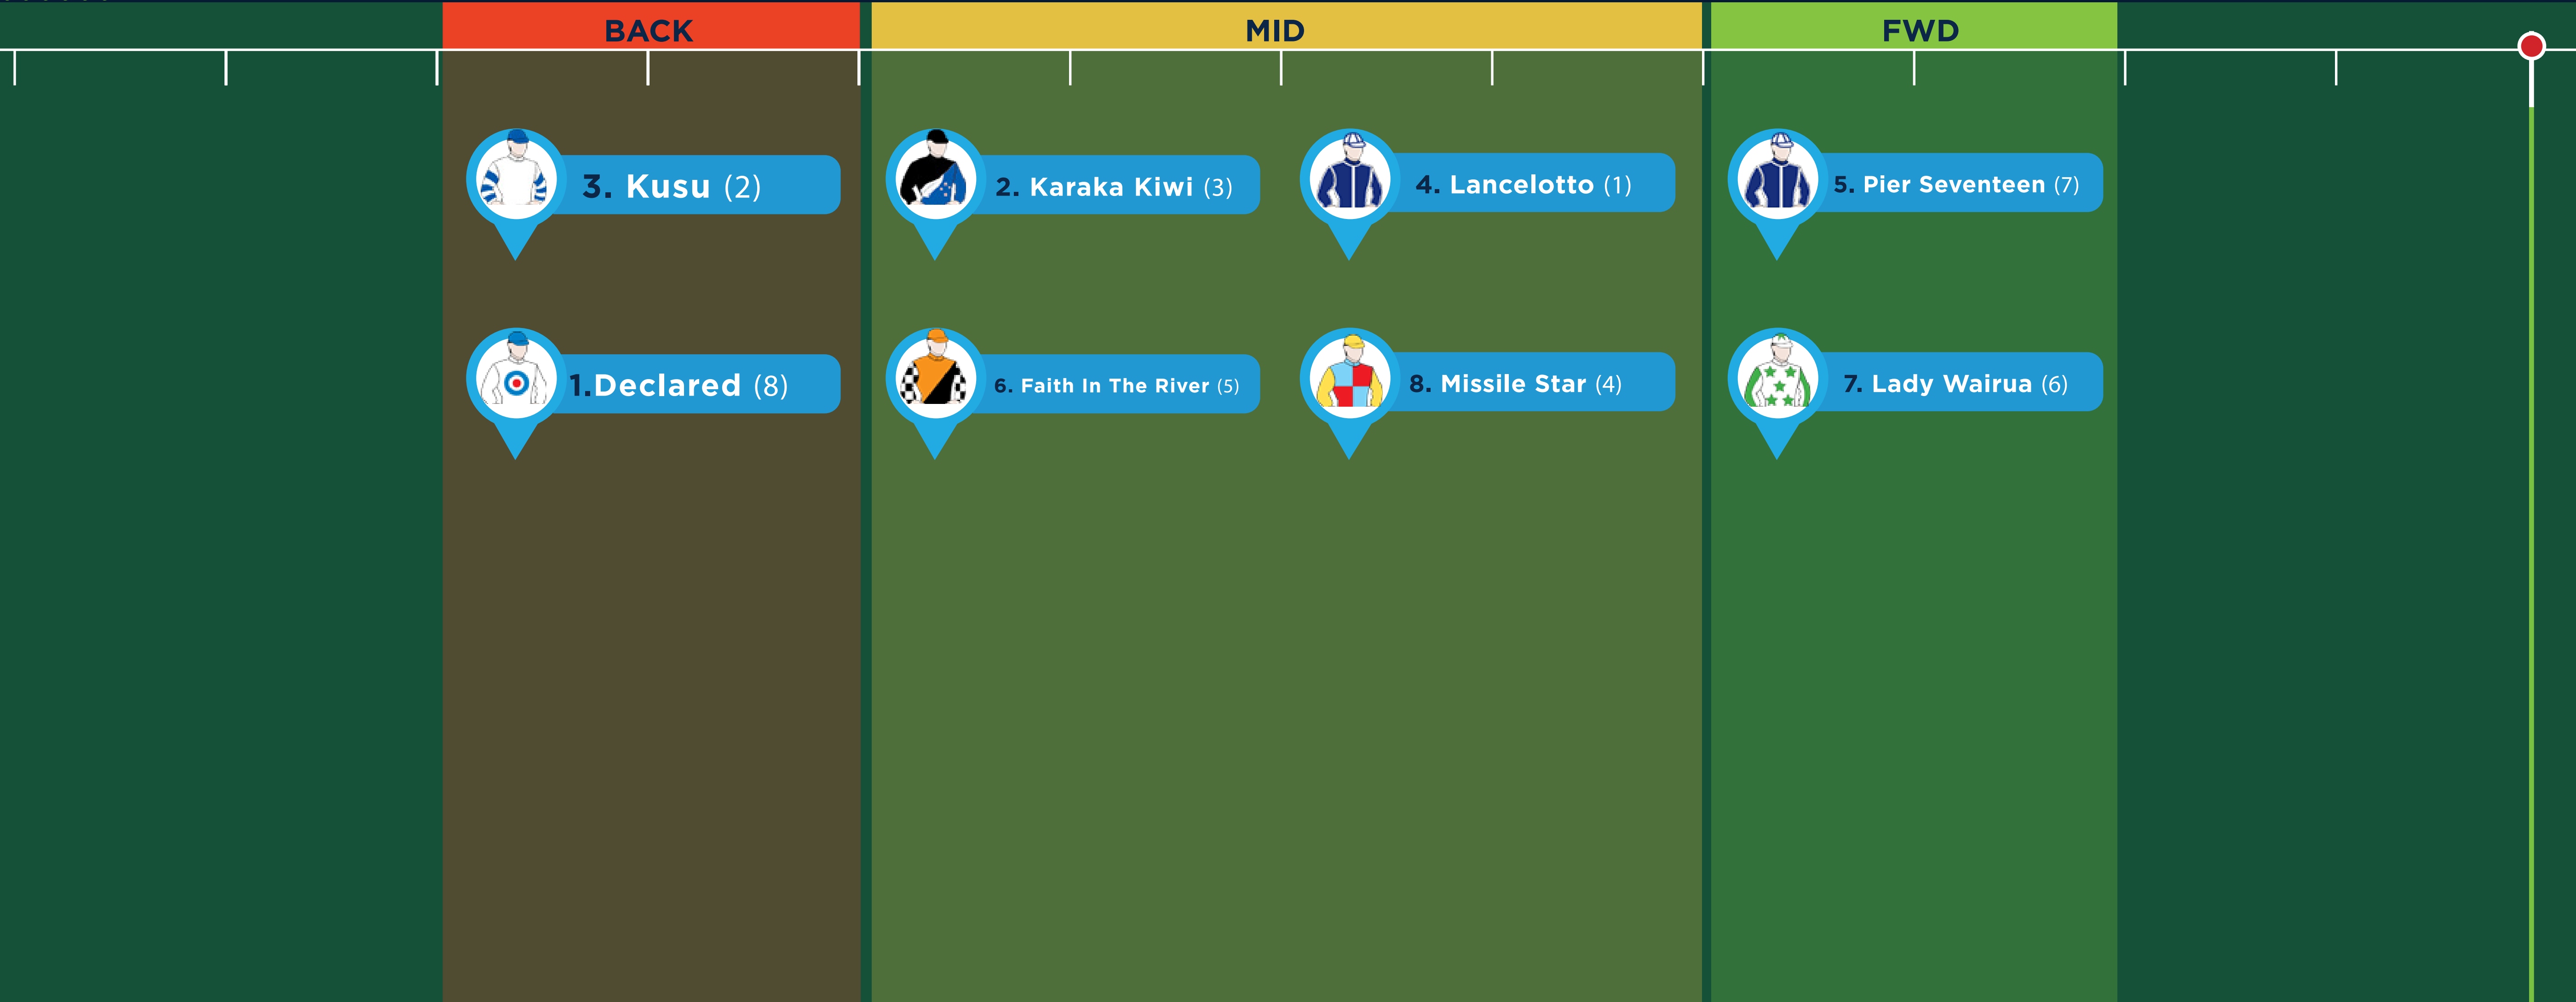 BACK
MID
FWD
3. Kusu (2)
2. Karaka Kiwi (3)
4. Lancelotto (1)
5. Pier Seventeen (7)
1.Declared (8)
6. Faith In The River (5)
8. Missile Star (4)
7. Lady Wairua (6)